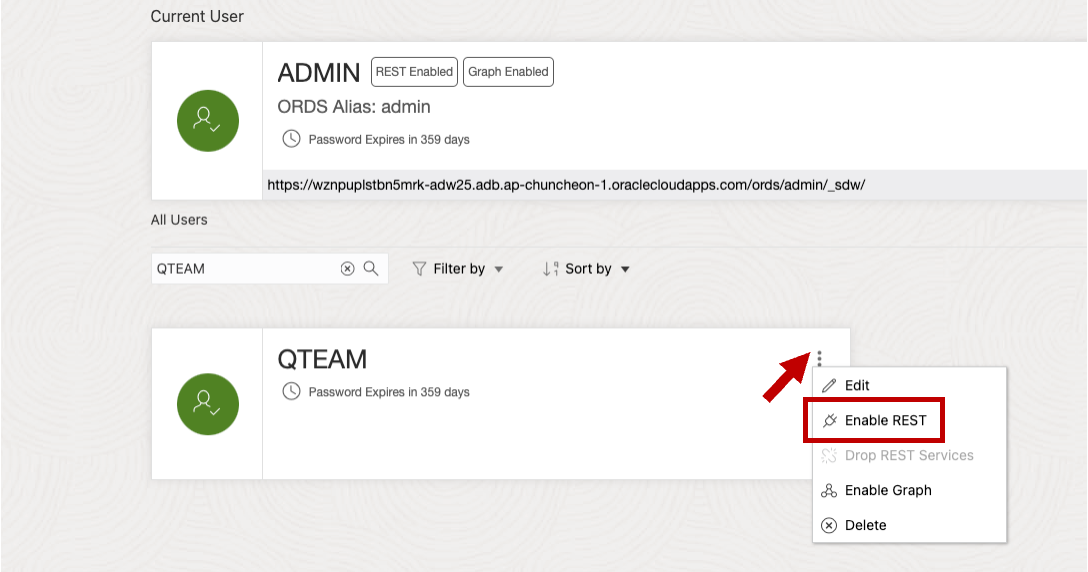 Current User
ADMIN REST Enabled Graph Enabled
ORDS Alias: admin
Password Expires in 359 days
https://wznpuplstbn5mrk-adw25.adb.ap-chuncheon-1.oraclecloudapps.com/ords/admin/_sdw/
All Users
QTEAM Filter by Sort by
QTEAM
Password Expires in 359 days
Edit
Enable REST
Drop REST Services
Enable Graph
Delete